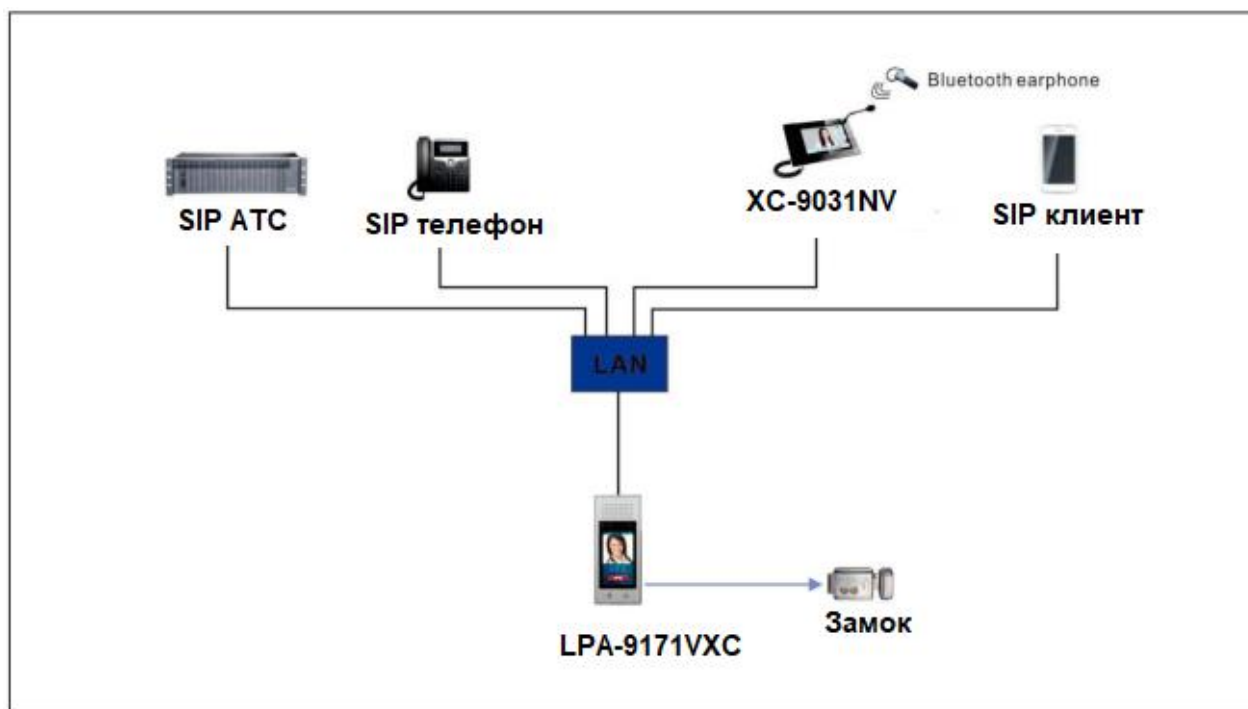 Bluetooth earphone
SIP АТС
SIP телефон
XC-9031NV
SIP клиент
LAN
LPA-9171VXC
Замок